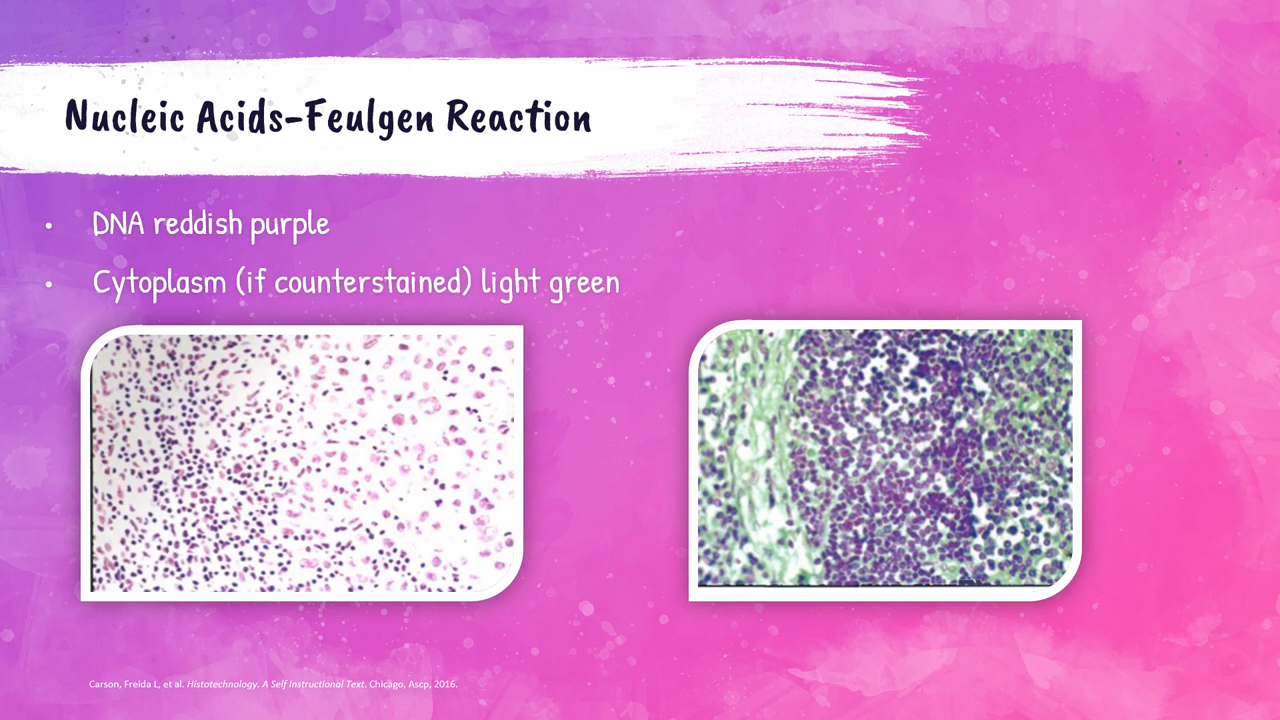 Nucleic Acids-Feulgen Reaction
• DNA reddish purple
• Cytoplasm (if counterstained) light green
Carson, Freida L, et al. Histotechnology. A Self Instructional Text. Chicago, Ascp, 2016.